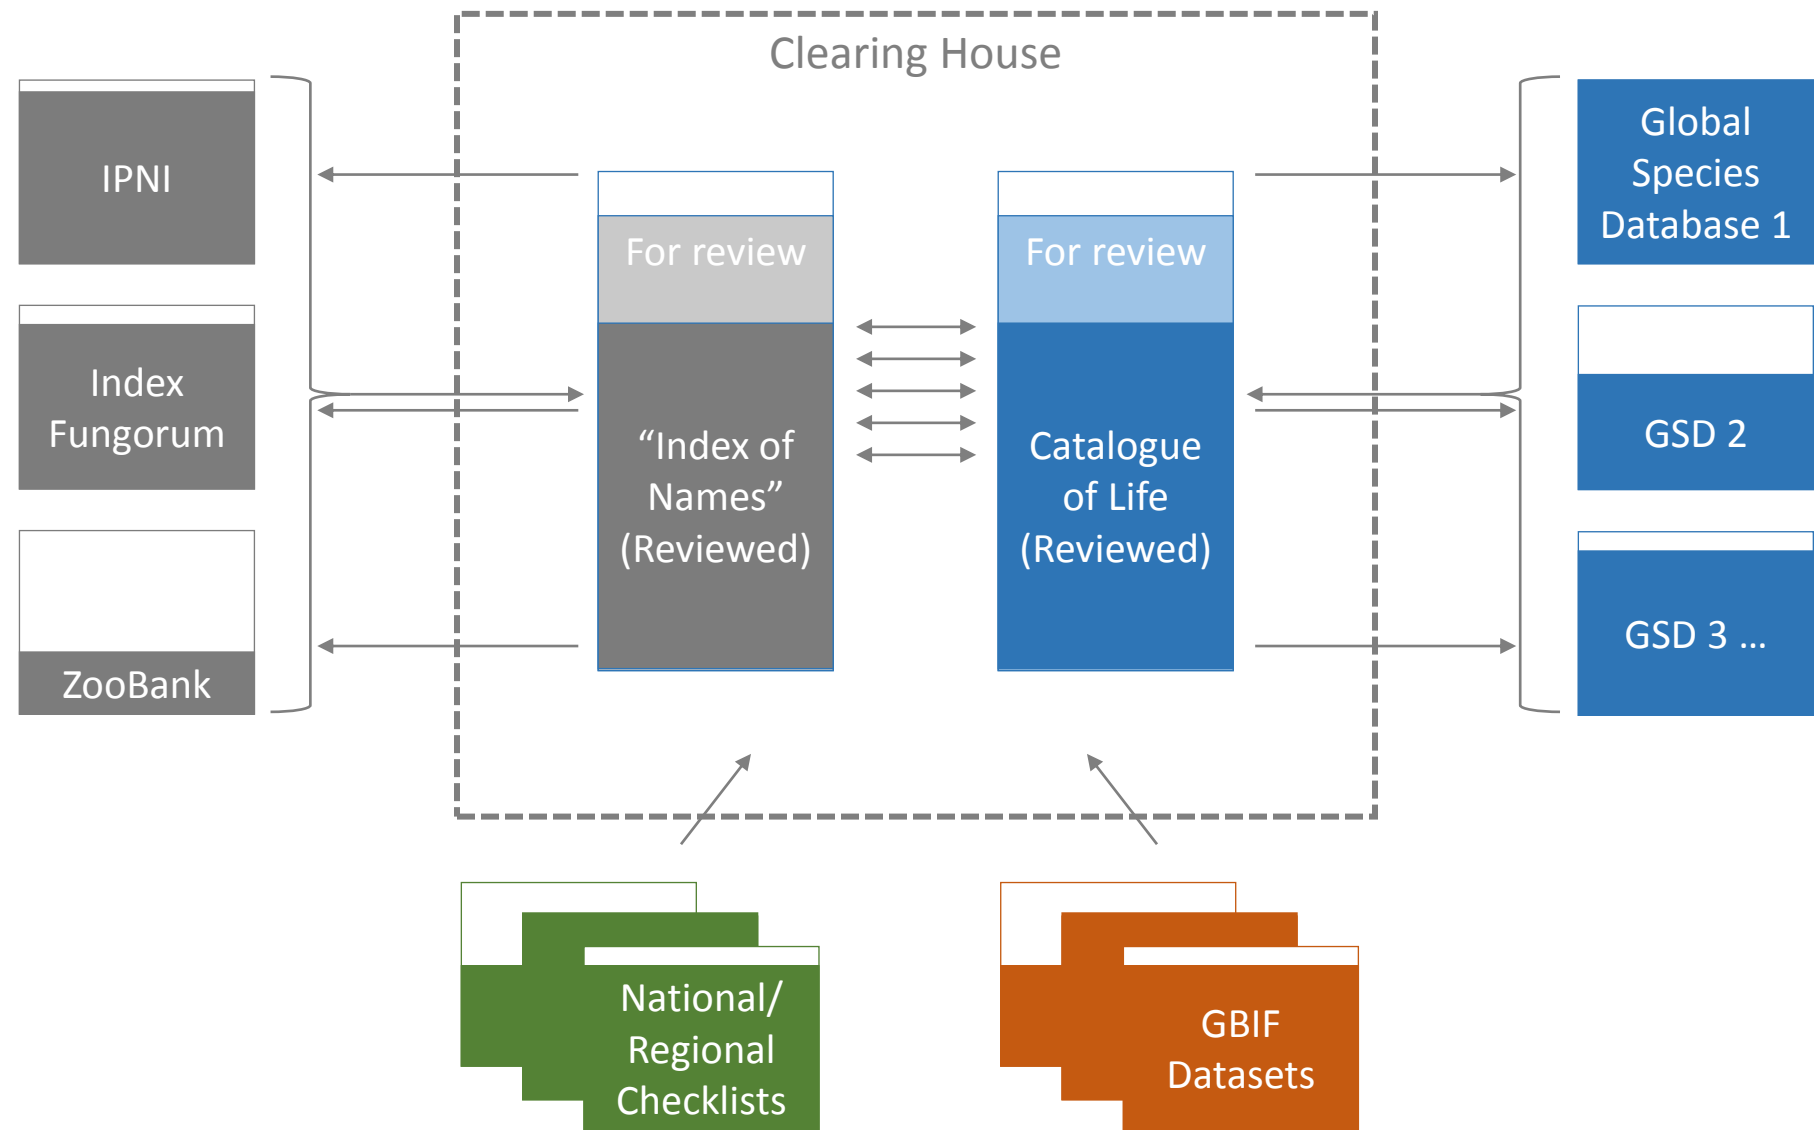 Clearing House
IPNI
Index
Fungorum
ZooBank
For review
“Index of
Names”
(Reviewed)
For review
Catalogue
of Life
(Reviewed)
Global
Species
Database 1
GSD 2
GSD 3 ...
National/
Regional
Checklists
GBIF
Datasets